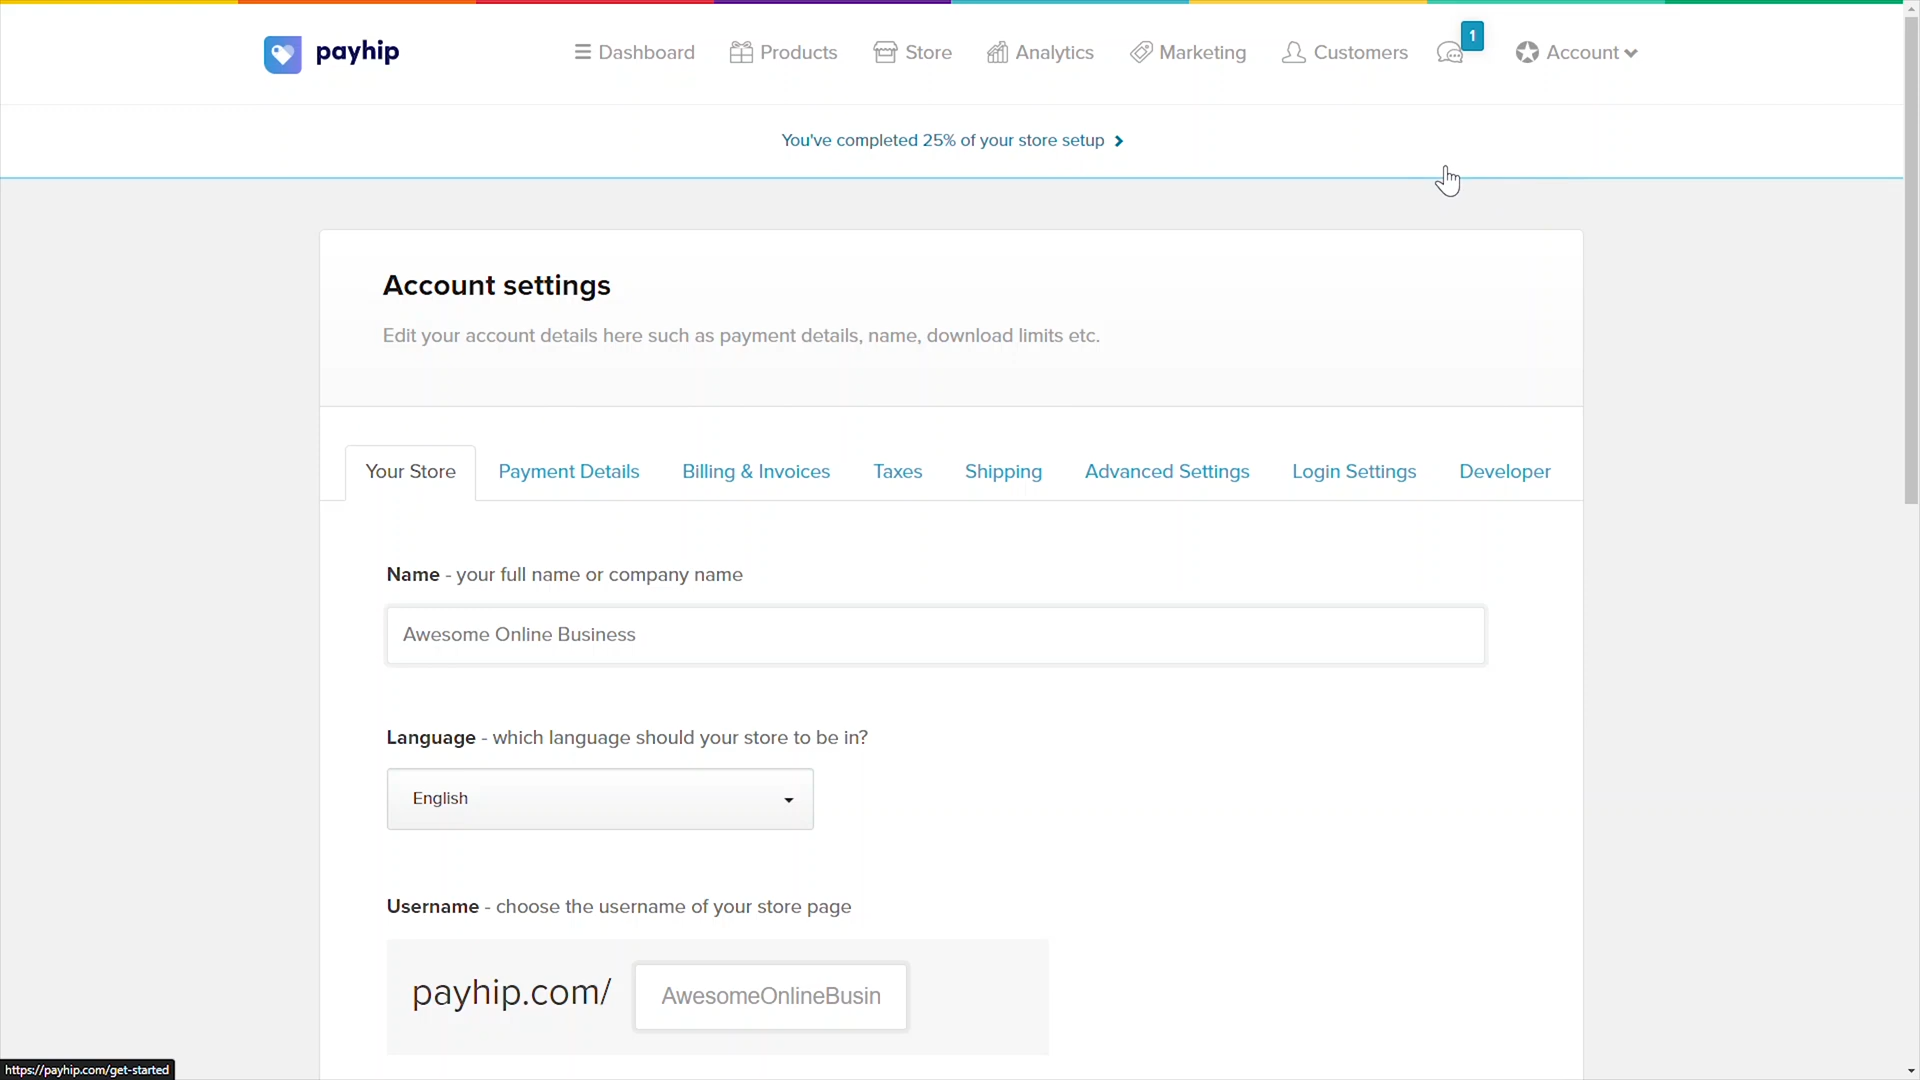 payhip
Dashboard
Products
Store
Analytics
Marketing
Customers
1
Account
You've completed 25% of your store setup
Account settings
Edit your account details here such as payment details, name, download limits etc.
Your Store
Payment Details
Billing & Invoices
Taxes
Shipping
Advanced Settings
Login Settings
Developer
Name - your full name or company name
Awesome Online Business
Language - which language should your store to be in?
English
Username - choose the username of your store page
payhip.com/ AwesomeOnlineBusin
https://payhip.com/get-started